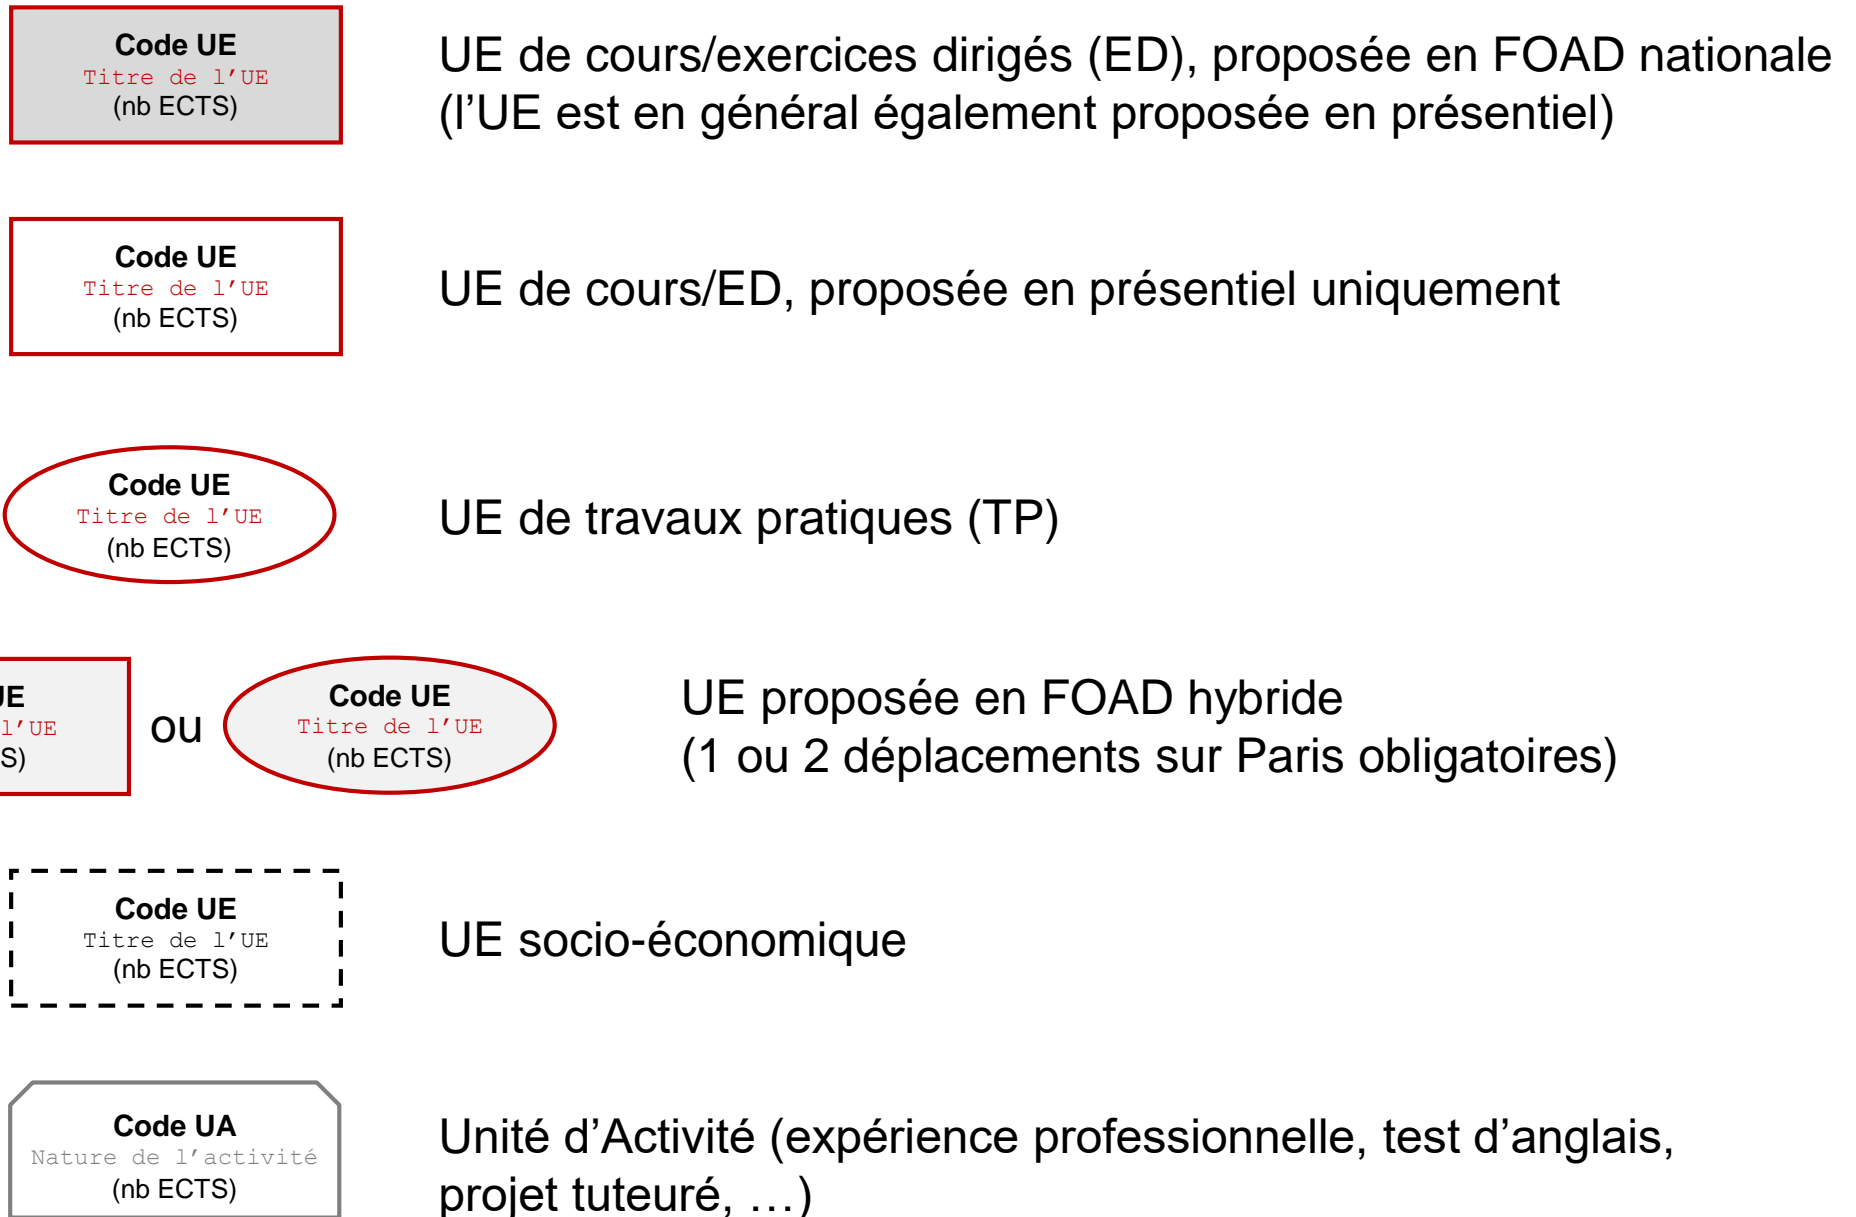 Code UE
Titre de l’UE
(nb ECTS)
UE de cours/exercices dirigés (ED), proposée en FOAD nationale
(l’UE est en général également proposée en présentiel)
Code UE
Titre de l’UE
(nb ECTS)
UE de cours/ED, proposée en présentiel uniquement
Code UE
Titre de l’UE
(nb ECTS)
UE de travaux pratiques (TP)
UE
l’UE
S)
ou
Code UE
Titre de l’UE
(nb ECTS)
UE proposée en FOAD hybride
(1 ou 2 déplacements sur Paris obligatoires)
Code UE
Titre de l’UE
(nb ECTS)
UE socio-économique
Code UA
Nature de l’activité
(nb ECTS)
Unité d’Activité (expérience professionnelle, test d’anglais,
projet tuteuré, …)